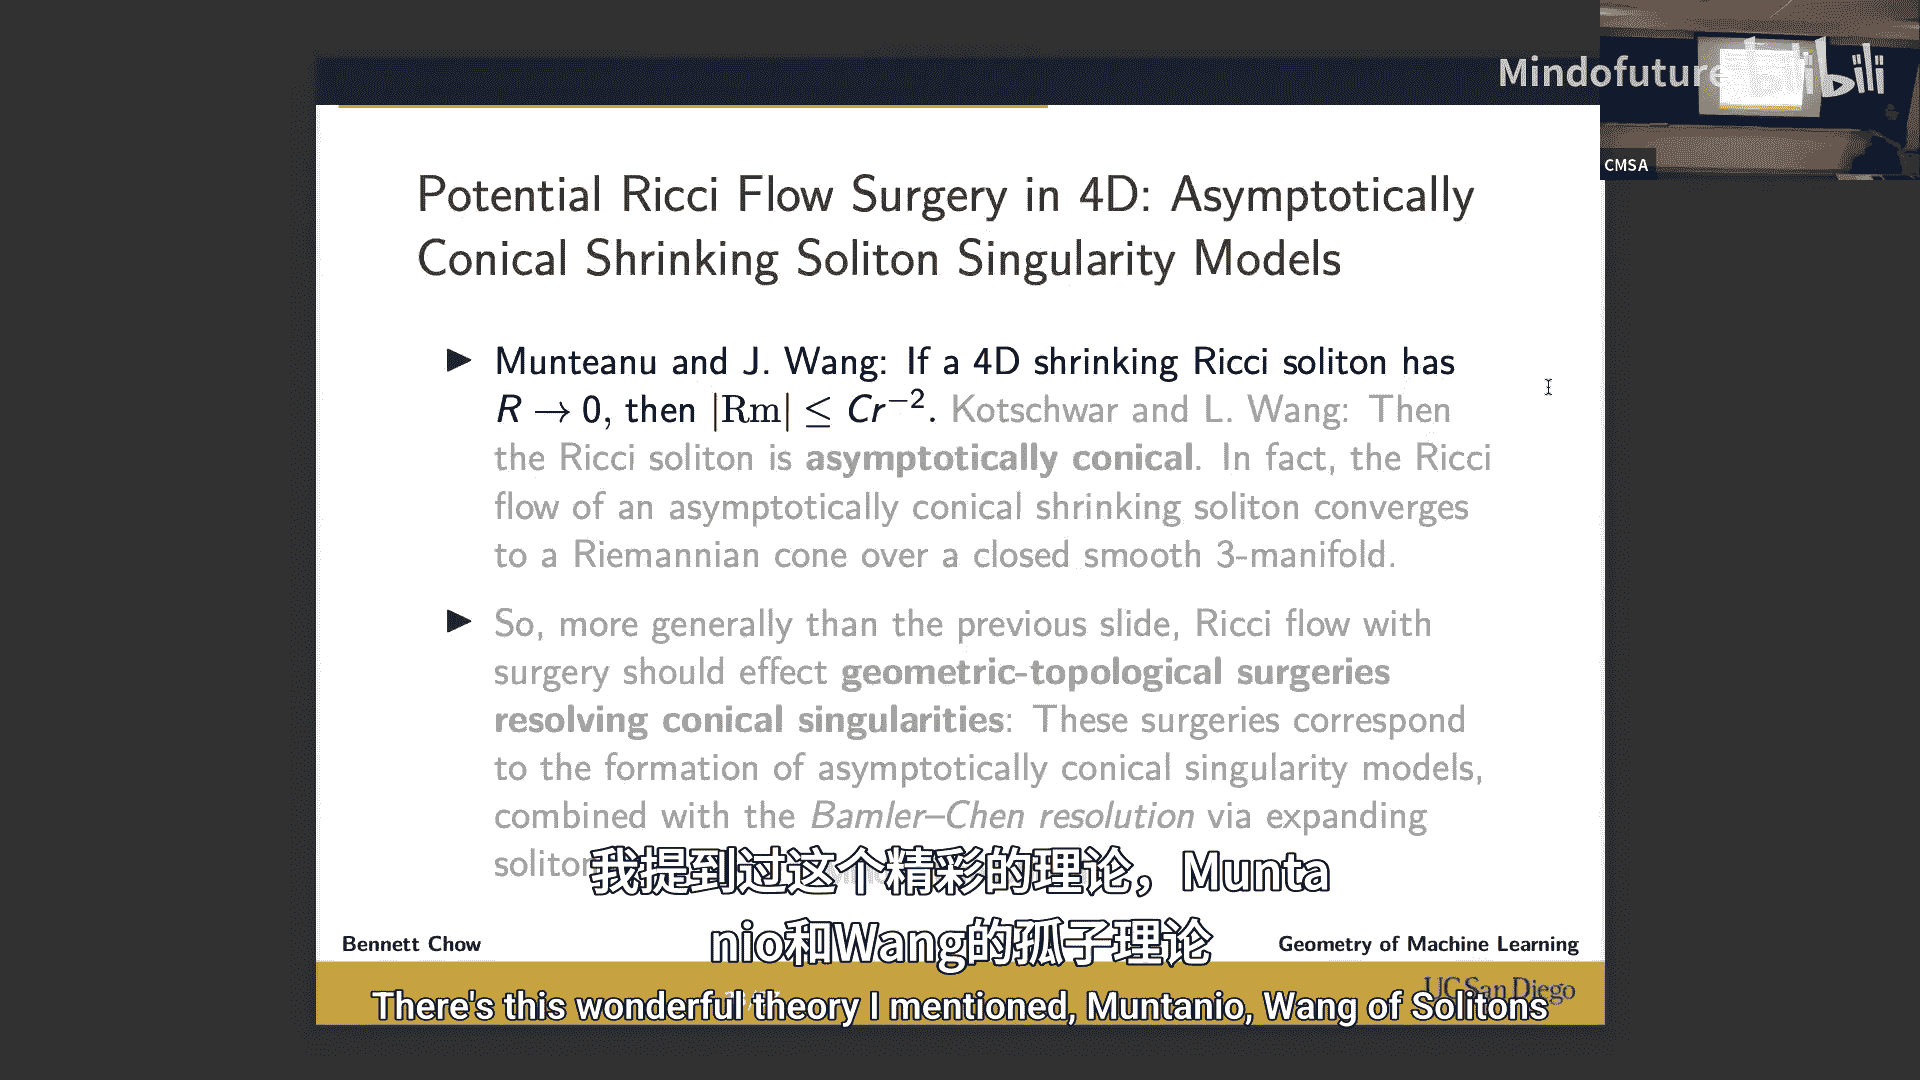 Mindofuture
bilibili
CMSA
Potential Ricci Flow Surgery in 4D: Asymptotically
Conical Shrinking Soliton Singularity Models
▶ Munteanu and J. Wang: If a 4D shrinking Ricci soliton has
R → 0, then |Rm| ≤ Cr⁻². Kotschwar and L. Wang: Then
the Ricci soliton is asymptotically conical. In fact, the Ricci
flow of an asymptotically conical shrinking soliton converges
to a Riemannian cone over a closed smooth 3-manifold.
▶ So, more generally than the previous slide, Ricci flow with
surgery should effect geometric-topological surgeries
resolving conical singularities: These surgeries correspond
to the formation of asymptotically conical singularity models,
combined with the Bamler–Chen resolution via expanding
我提到过这个精彩的理论，Munta
nio和Wang的孤子理论
Bennett Chow
Geometry of Machine Learning
UC San Diego
There's this wonderful theory I mentioned, Muntanio, Wang of Solitons